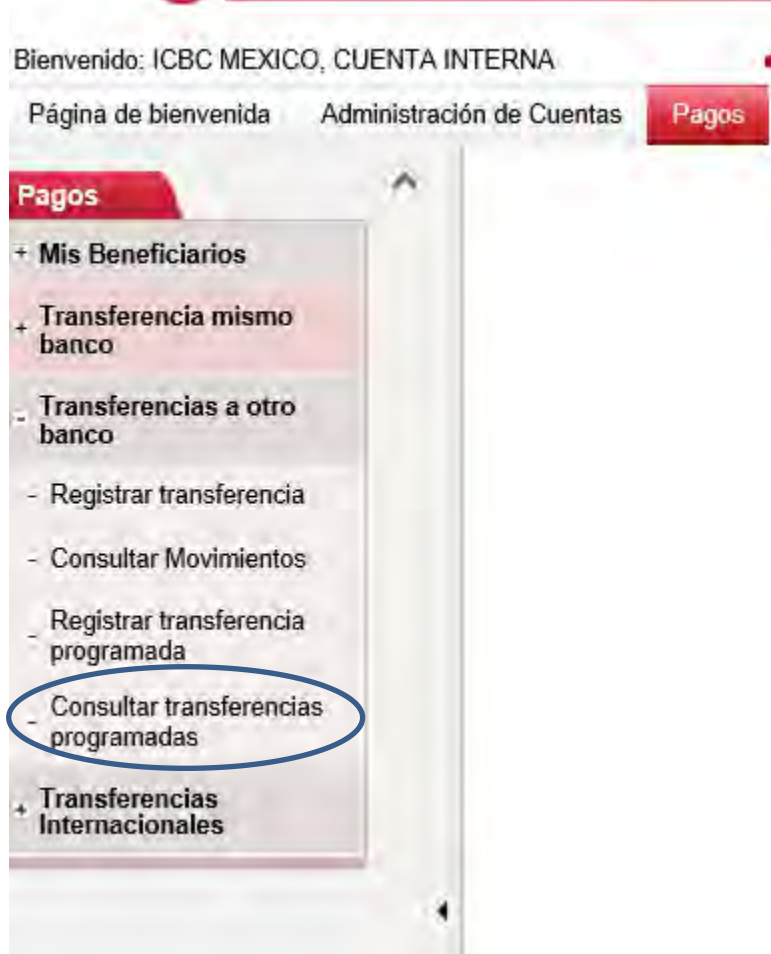 Bienvenido: ICBC MEXICO, CUENTA INTERNA
Página de bienvenida Administración de Cuentas Pagos
Pagos
+ Mis Beneficiarios
+ Transferencia mismo
banco
- Transferencias a otro
banco
- Registrar transferencia
- Consultar Movimientos
- Registrar transferencia
programada
- Consultar transferencias
programadas
+ Transferencias
Internacionales